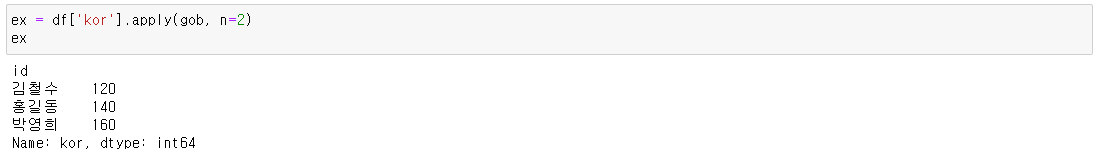 ex = df['kor'].apply(gob, n=2)
ex
id
김철수    120
홍길동    140
박영희    160
Name: kor, dtype: int64